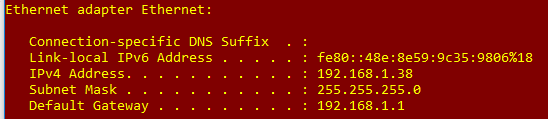 Ethernet adapter Ethernet:
Connection-specific DNS Suffix  . :
Link-local IPv6 Address . . . . . : fe80::48e:8e59:9c35:9806%18
IPv4 Address. . . . . . . . . . . : 192.168.1.38
Subnet Mask . . . . . . . . . . . : 255.255.255.0
Default Gateway . . . . . . . . . : 192.168.1.1